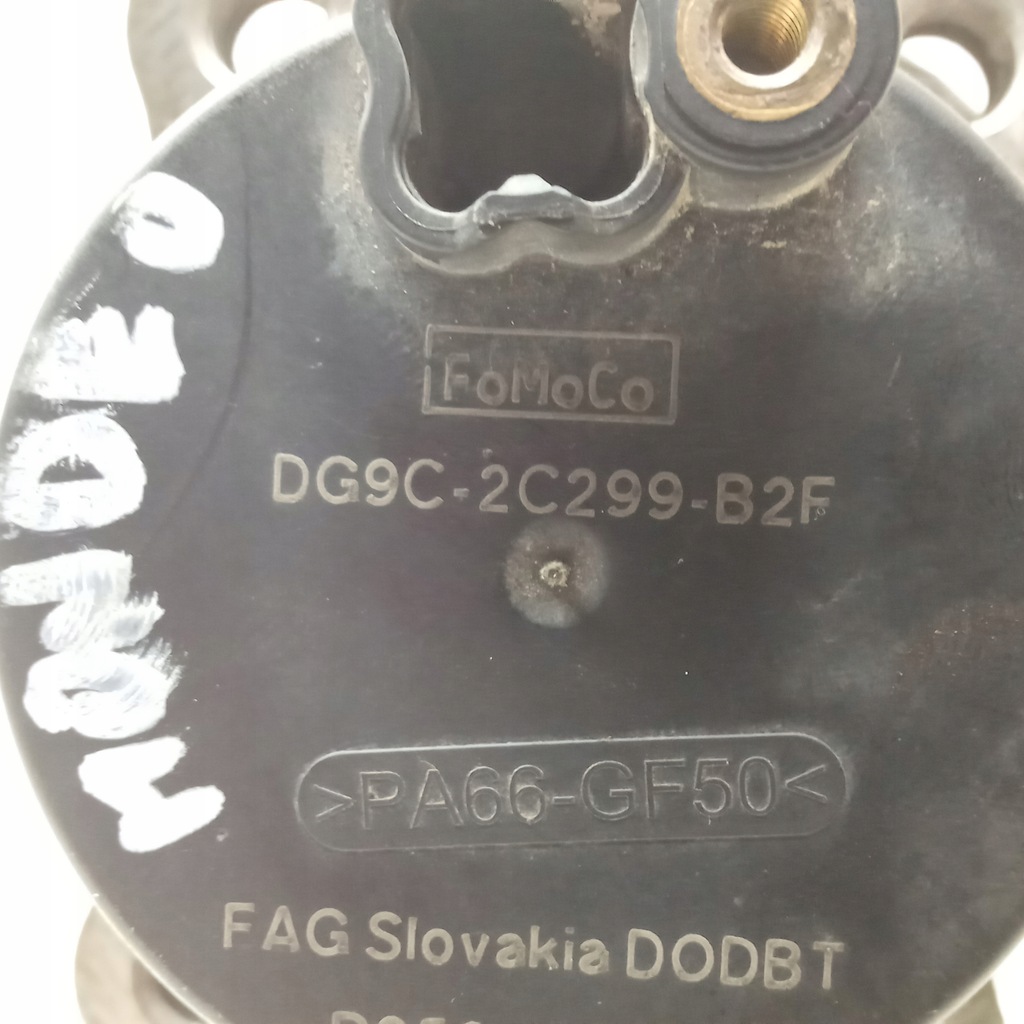 FoMoCo
DG9C-2C299-B2F
>PA66-GF50<
FAG Slovakia DODBT
MONDEO